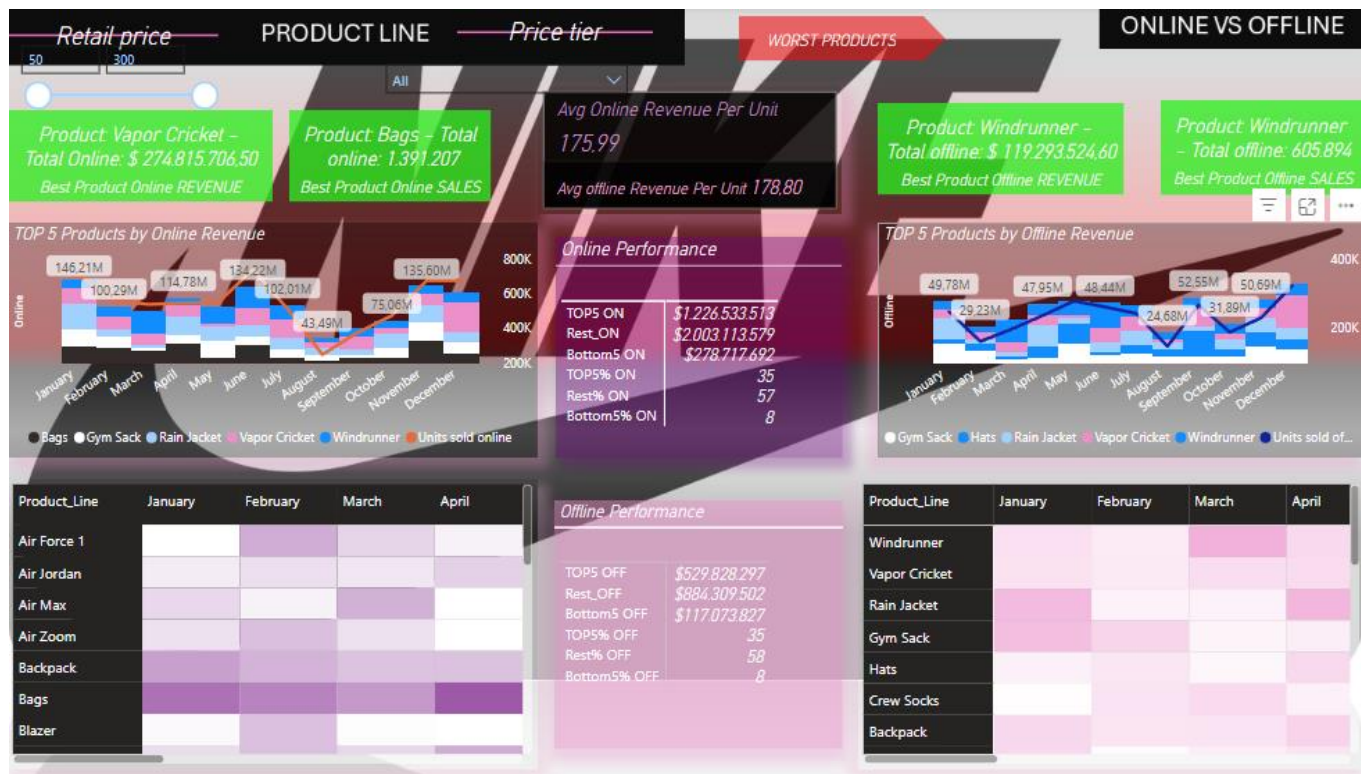 Retail price
PRODUCT LINE
Price tier
WORST PRODUCTS
ONLINE VS OFFLINE
50
300
All
Product: Vapor Cricket –
Total Online: $ 274.815.706,50
Best Product Online REVENUE
Product: Bags – Total
online: 1.391.207
Best Product Online SALES
Avg Online Revenue Per Unit
175,99
Avg offline Revenue Per Unit 178,80
Product: Windrunner –
Total offline: $ 119.293.524,60
Best Product Offline REVENUE
Product: Windrunner
– Total offline: 605.894
Best Product Offline SALES
TOP 5 Products by Online Revenue
Online
146,21M
100,29M
114,78M
134,22M
102,01M
43,49M
75,06M
135,60M
800K
600K
400K
200K
January
February
March
April
May
June
July
August
September
October
November
December
Bags
Gym Sack
Rain Jacket
Vapor Cricket
Windrunner
Units sold online
Online Performance
TOP5 ON $1.226.533.513
Rest_ON $2.003.113.579
Bottom5 ON $278.717.692
TOP5% ON 35
Rest% ON 57
Bottom5% ON 8
TOP 5 Products by Offline Revenue
Offline
49,78M
29,23M
47,95M
48,44M
24,68M
52,55M
31,89M
50,69M
400K
200K
January
February
March
April
May
June
July
August
September
October
November
December
Gym Sack
Hats
Rain Jacket
Vapor Cricket
Windrunner
Units sold of...
Product_Line January February March April
Air Force 1
Air Jordan
Air Max
Air Zoom
Backpack
Bags
Blazer
Offline Performance
TOP5 OFF $529.828.297
Rest_OFF $884.309.502
Bottom5 OFF $117.073.827
TOP5% OFF 35
Rest% OFF 58
Bottom5% OFF 8
Product_Line January February March April
Windrunner
Vapor Cricket
Rain Jacket
Gym Sack
Hats
Crew Socks
Backpack